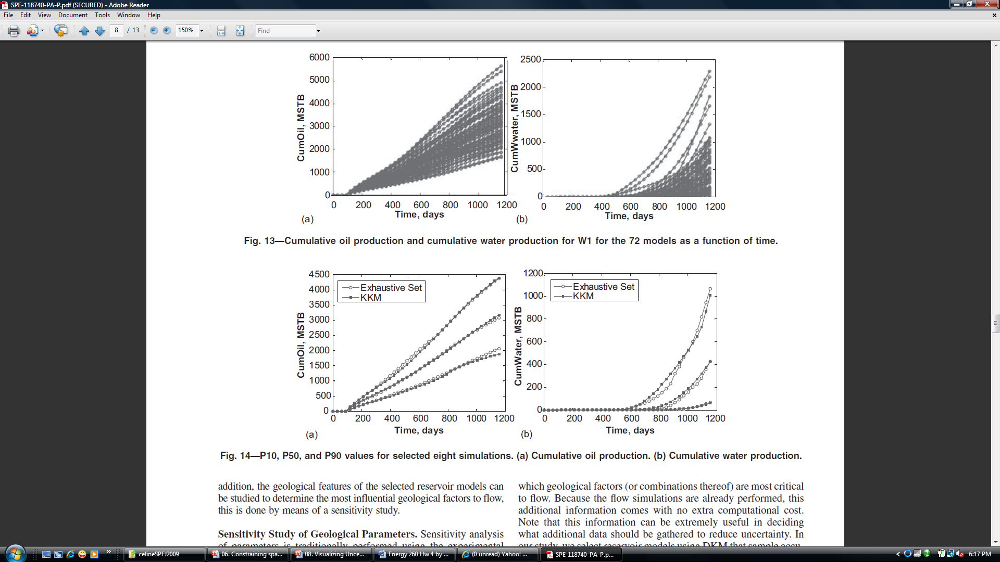 SPE-118740-PA-P.pdf (SECURED) - Adobe Reader
File Edit View Document Tools Window Help
8 / 13 150% Find
6000
5000
4000
3000
2000
1000
0
CumOil, MSTB
0 200 400 600 800 1000 1200
Time, days
(a)
2500
2000
1500
1000
500
0
CumWwater, MSTB
0 200 400 600 800 1000 1200
Time, days
(b)
Fig. 13—Cumulative oil production and cumulative water production for W1 for the 72 models as a function of time.
4500
4000
3500
3000
2500
2000
1500
1000
500
0
CumOil, MSTB
Exhaustive Set
KKM
0 200 400 600 800 1000 1200
Time, days
(a)
1200
1000
800
600
400
200
0
CumWater, MSTB
Exhaustive Set
KKM
0 200 400 600 800 1000 1200
Time, days
(b)
Fig. 14—P10, P50, and P90 values for selected eight simulations. (a) Cumulative oil production. (b) Cumulative water production.
addition, the geological features of the selected reservoir models can
be studied to determine the most influential geological factors to flow,
this is done by means of a sensitivity study.
Sensitivity Study of Geological Parameters. Sensitivity analysis
of parameters is traditionally performed using the experimental
which geological factors (or combinations thereof) are most critical
to flow. Because the flow simulations are already performed, this
additional information comes with no extra computational cost.
Note that this information can be extremely useful in deciding
what additional data should be gathered to reduce uncertainty. In
our study, we select reservoir models using DKM that sample accu-
celineSPEJ2009
06. Constraining spa...
08. Visualizing Unce...
Energy 260 Hw 4 by ...
(0 unread) Yahoo! ...
SPE-118740-PA-P.p...
6:17 PM